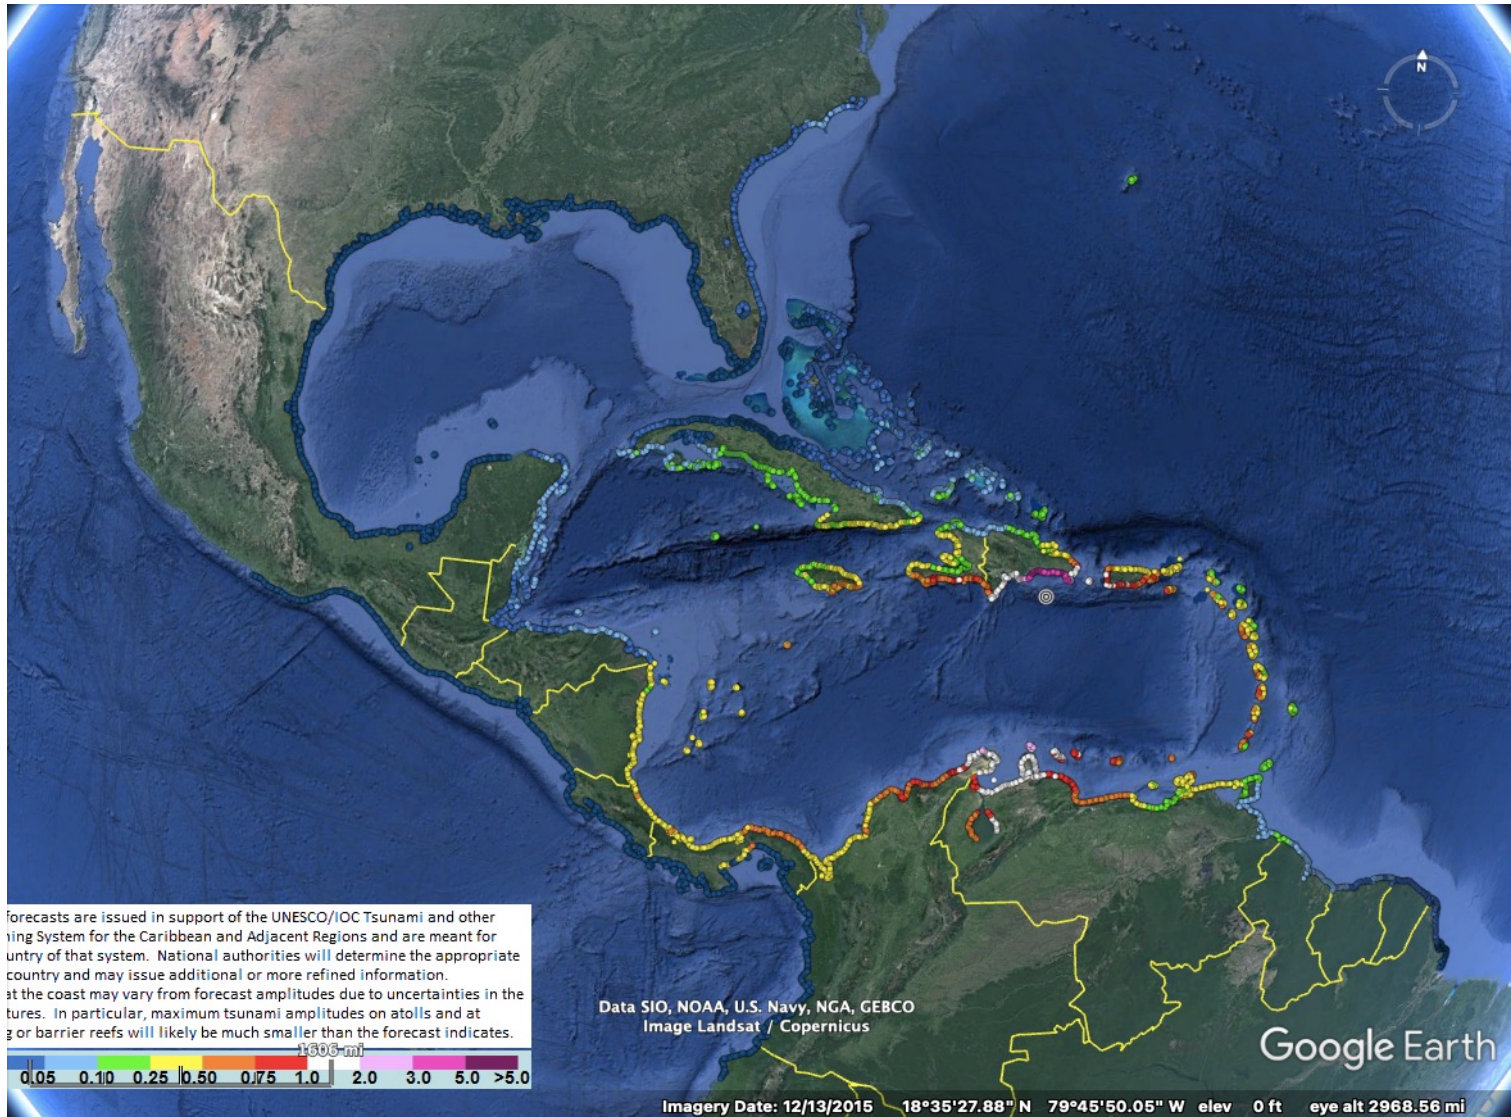 N
forecasts are issued in support of the UNESCO/IOC Tsunami and other
ning System for the Caribbean and Adjacent Regions and are meant for
untry of that system. National authorities will determine the appropriate
country and may issue additional or more refined information.
at the coast may vary from forecast amplitudes due to uncertainties in the
tures. In particular, maximum tsunami amplitudes on atolls and at
g or barrier reefs will likely be much smaller than the forecast indicates.
1606 mi
0.05 0.10 0.25 0.50 0.75 1.0 2.0 3.0 5.0 >5.0
Data SIO, NOAA, U.S. Navy, NGA, GEBCO
Image Landsat / Copernicus
Google Earth
Imagery Date: 12/13/2015 18°35'27.88" N 79°45'50.05" W elev 0 ft eye alt 2968.56 mi